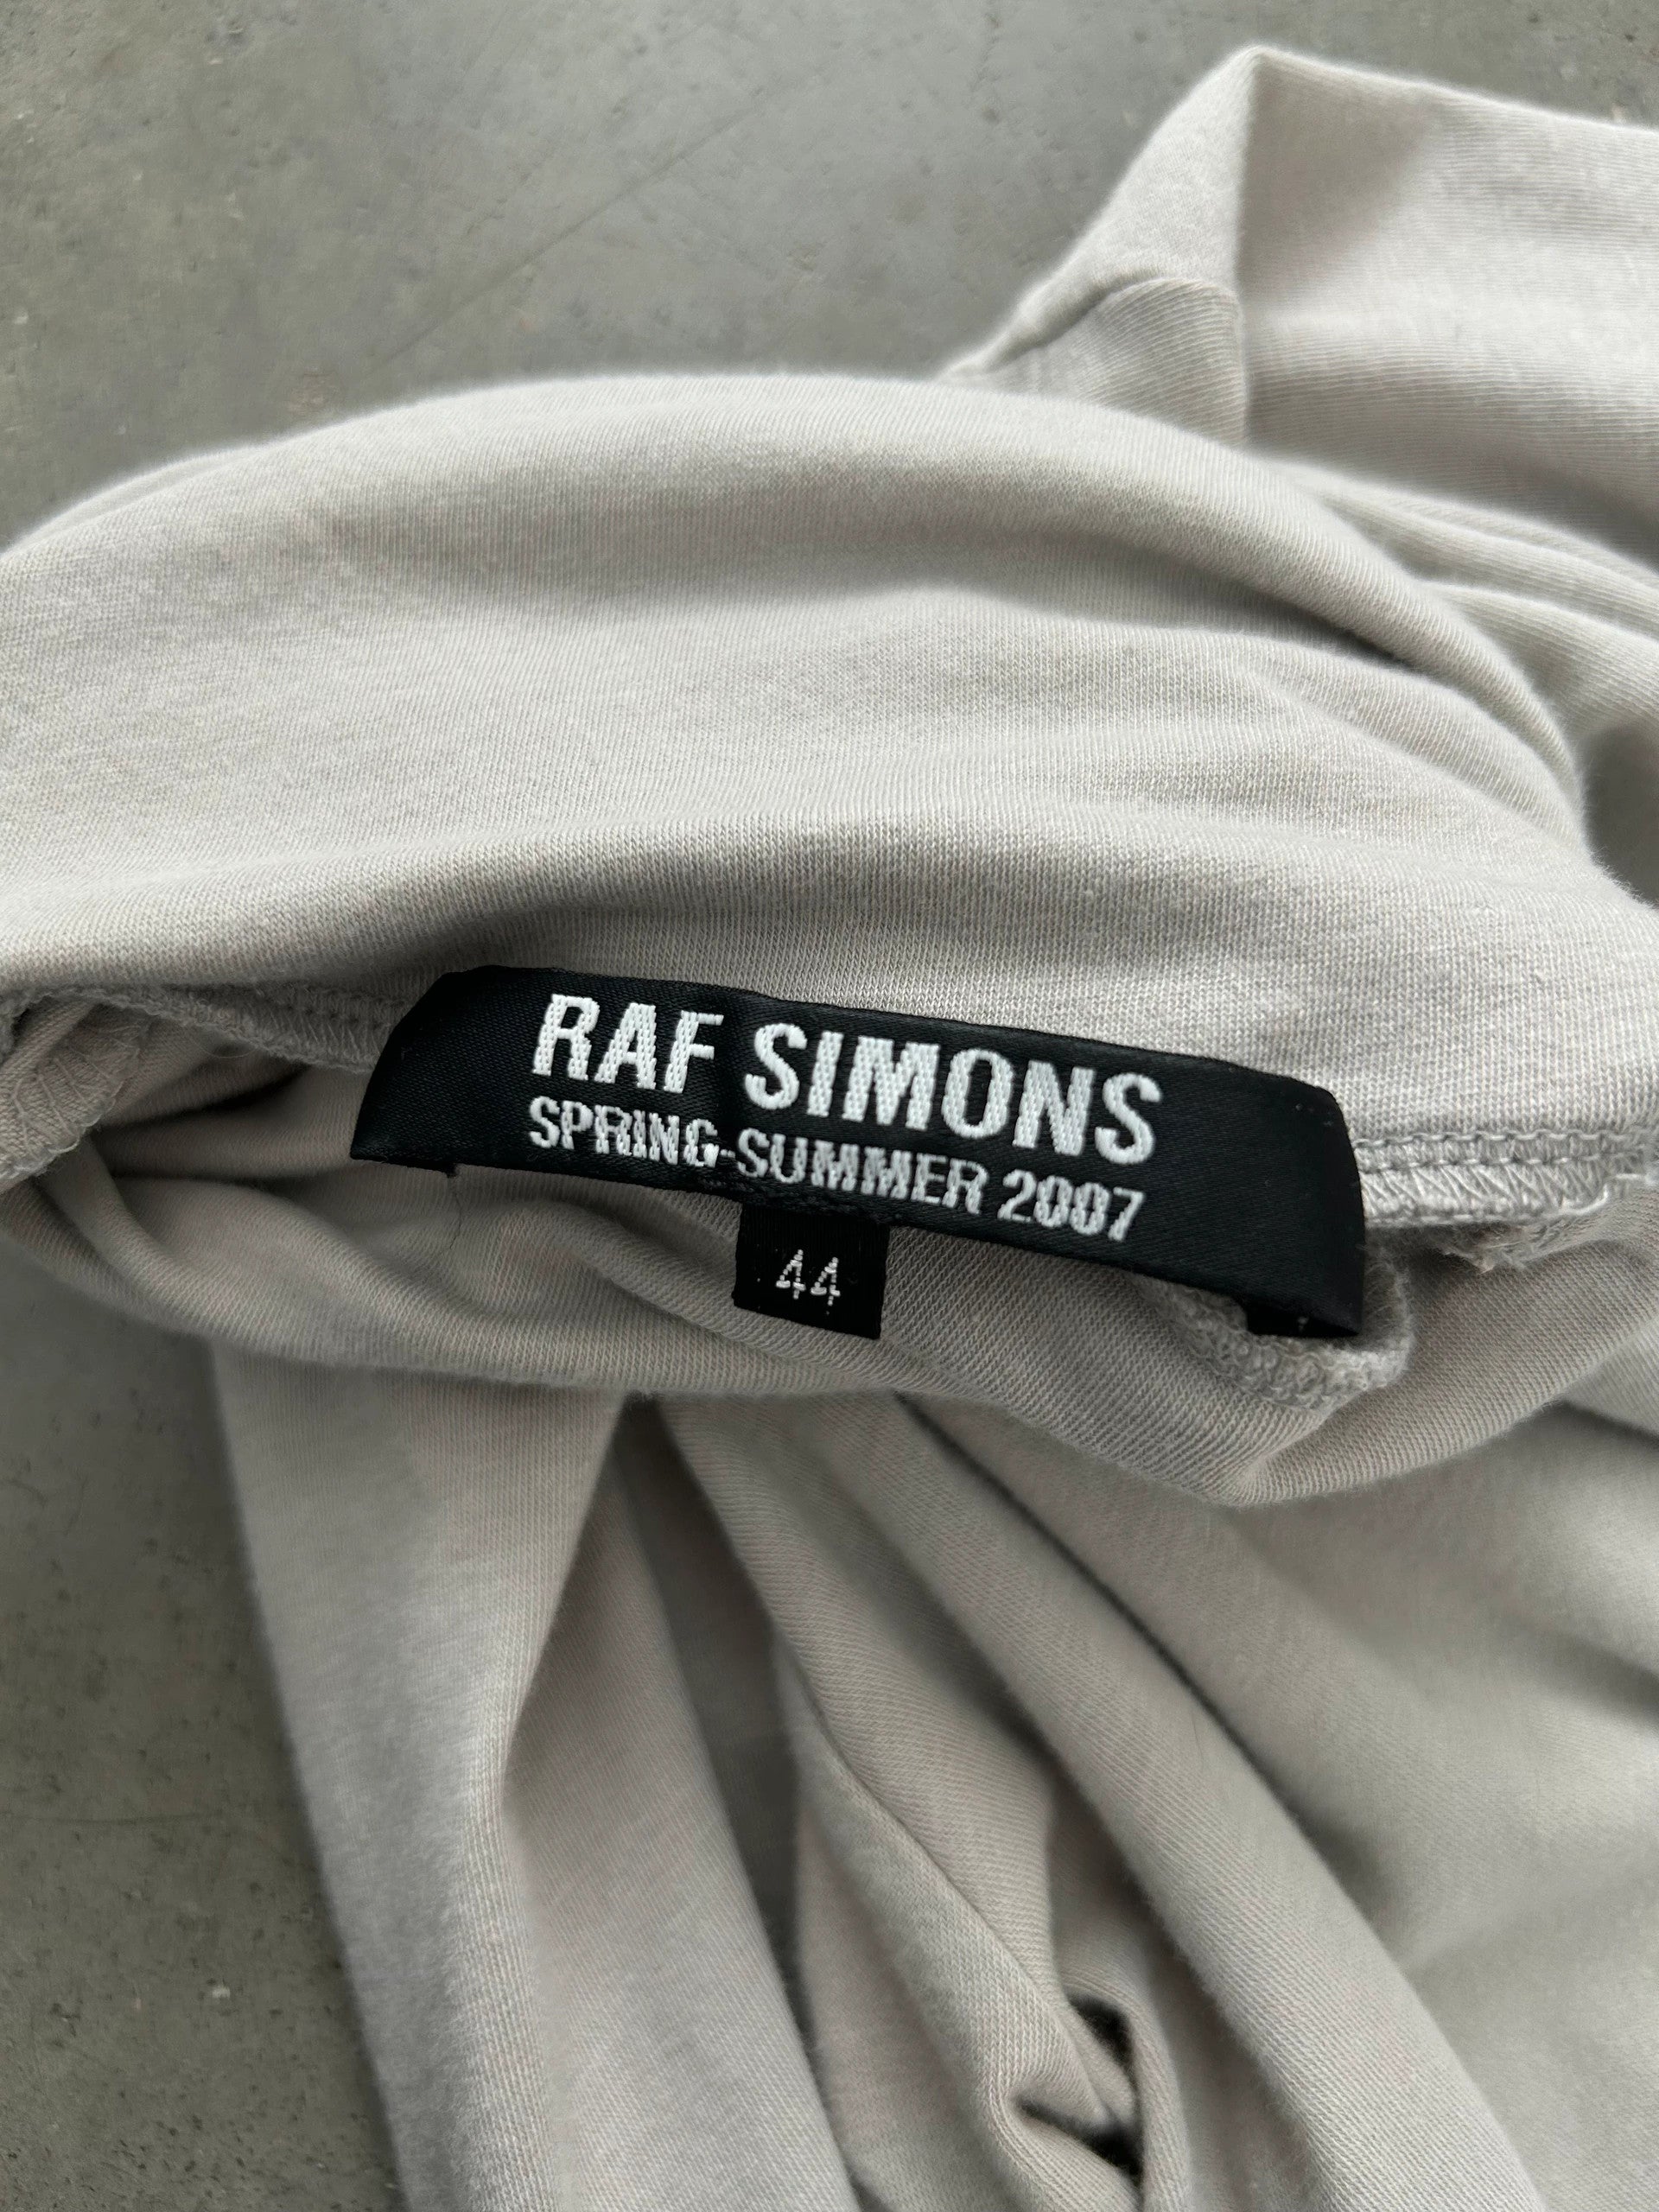 RAF SIMONS
SPRING-SUMMER 2007
44